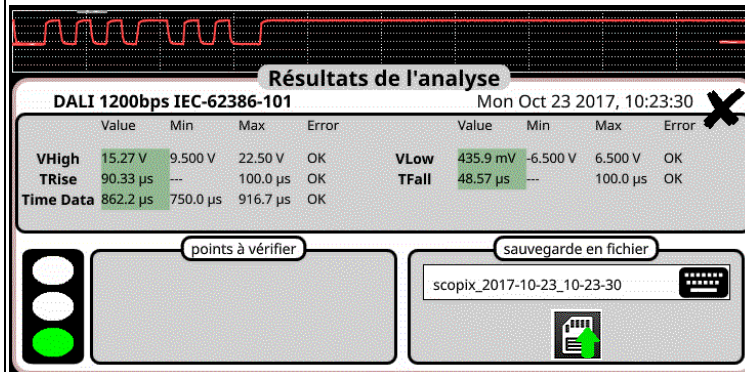 Résultats de l'analyse
DALI 1200bps IEC-62386-101 Mon Oct 23 2017, 10:23:30
Value Min Max Error Value Min Max Error
VHigh 15.27 V 9.500 V 22.50 V OK VLow 435.9 mV -6.500 V 6.500 V OK
TRise 90.33 µs --- 100.0 µs OK TFall 48.57 µs --- 100.0 µs OK
Time Data 862.2 µs 750.0 µs 916.7 µs OK
points à vérifier sauvegarde en fichier
scopix_2017-10-23_10-23-30